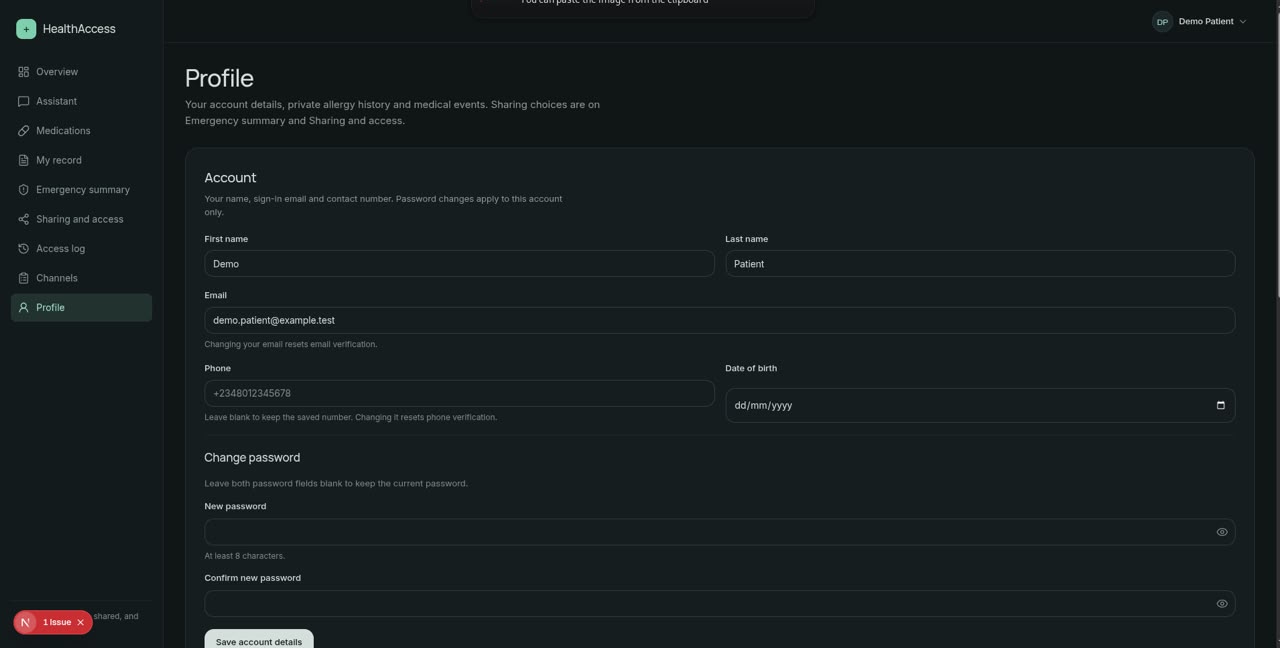 You can paste the image from the clipboard
HealthAccess
DP Demo Patient
Overview
Assistant
Medications
My record
Emergency summary
Sharing and access
Access log
Channels
Profile
shared, and
N 1 Issue
Profile
Your account details, private allergy history and medical events. Sharing choices are on
Emergency summary and Sharing and access.
Account
Your name, sign-in email and contact number. Password changes apply to this account
only.
First name
Last name
Demo
Patient
Email
demo.patient@example.test
Changing your email resets email verification.
Phone
Date of birth
+2348012345678
dd/mm/yyyy
Leave blank to keep the saved number. Changing it resets phone verification.
Change password
Leave both password fields blank to keep the current password.
New password
At least 8 characters.
Confirm new password
Save account details